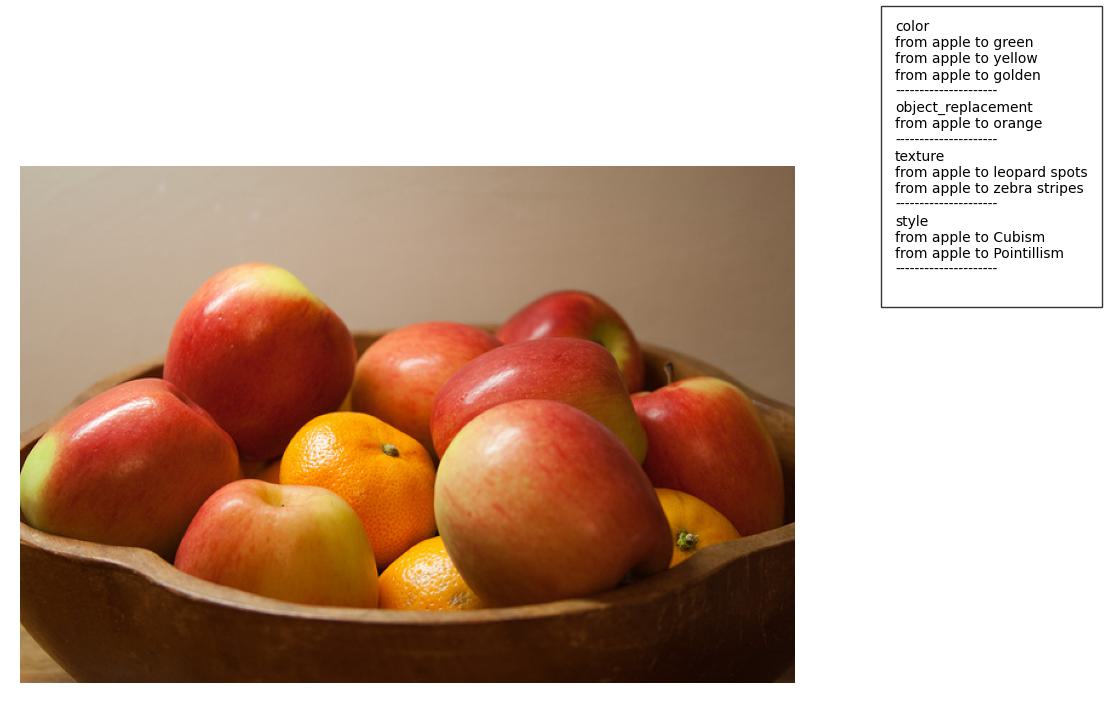 color
from apple to green
from apple to yellow
from apple to golden
---------------------
object_replacement
from apple to orange
---------------------
texture
from apple to leopard spots
from apple to zebra stripes
---------------------
style
from apple to Cubism
from apple to Pointillism
---------------------